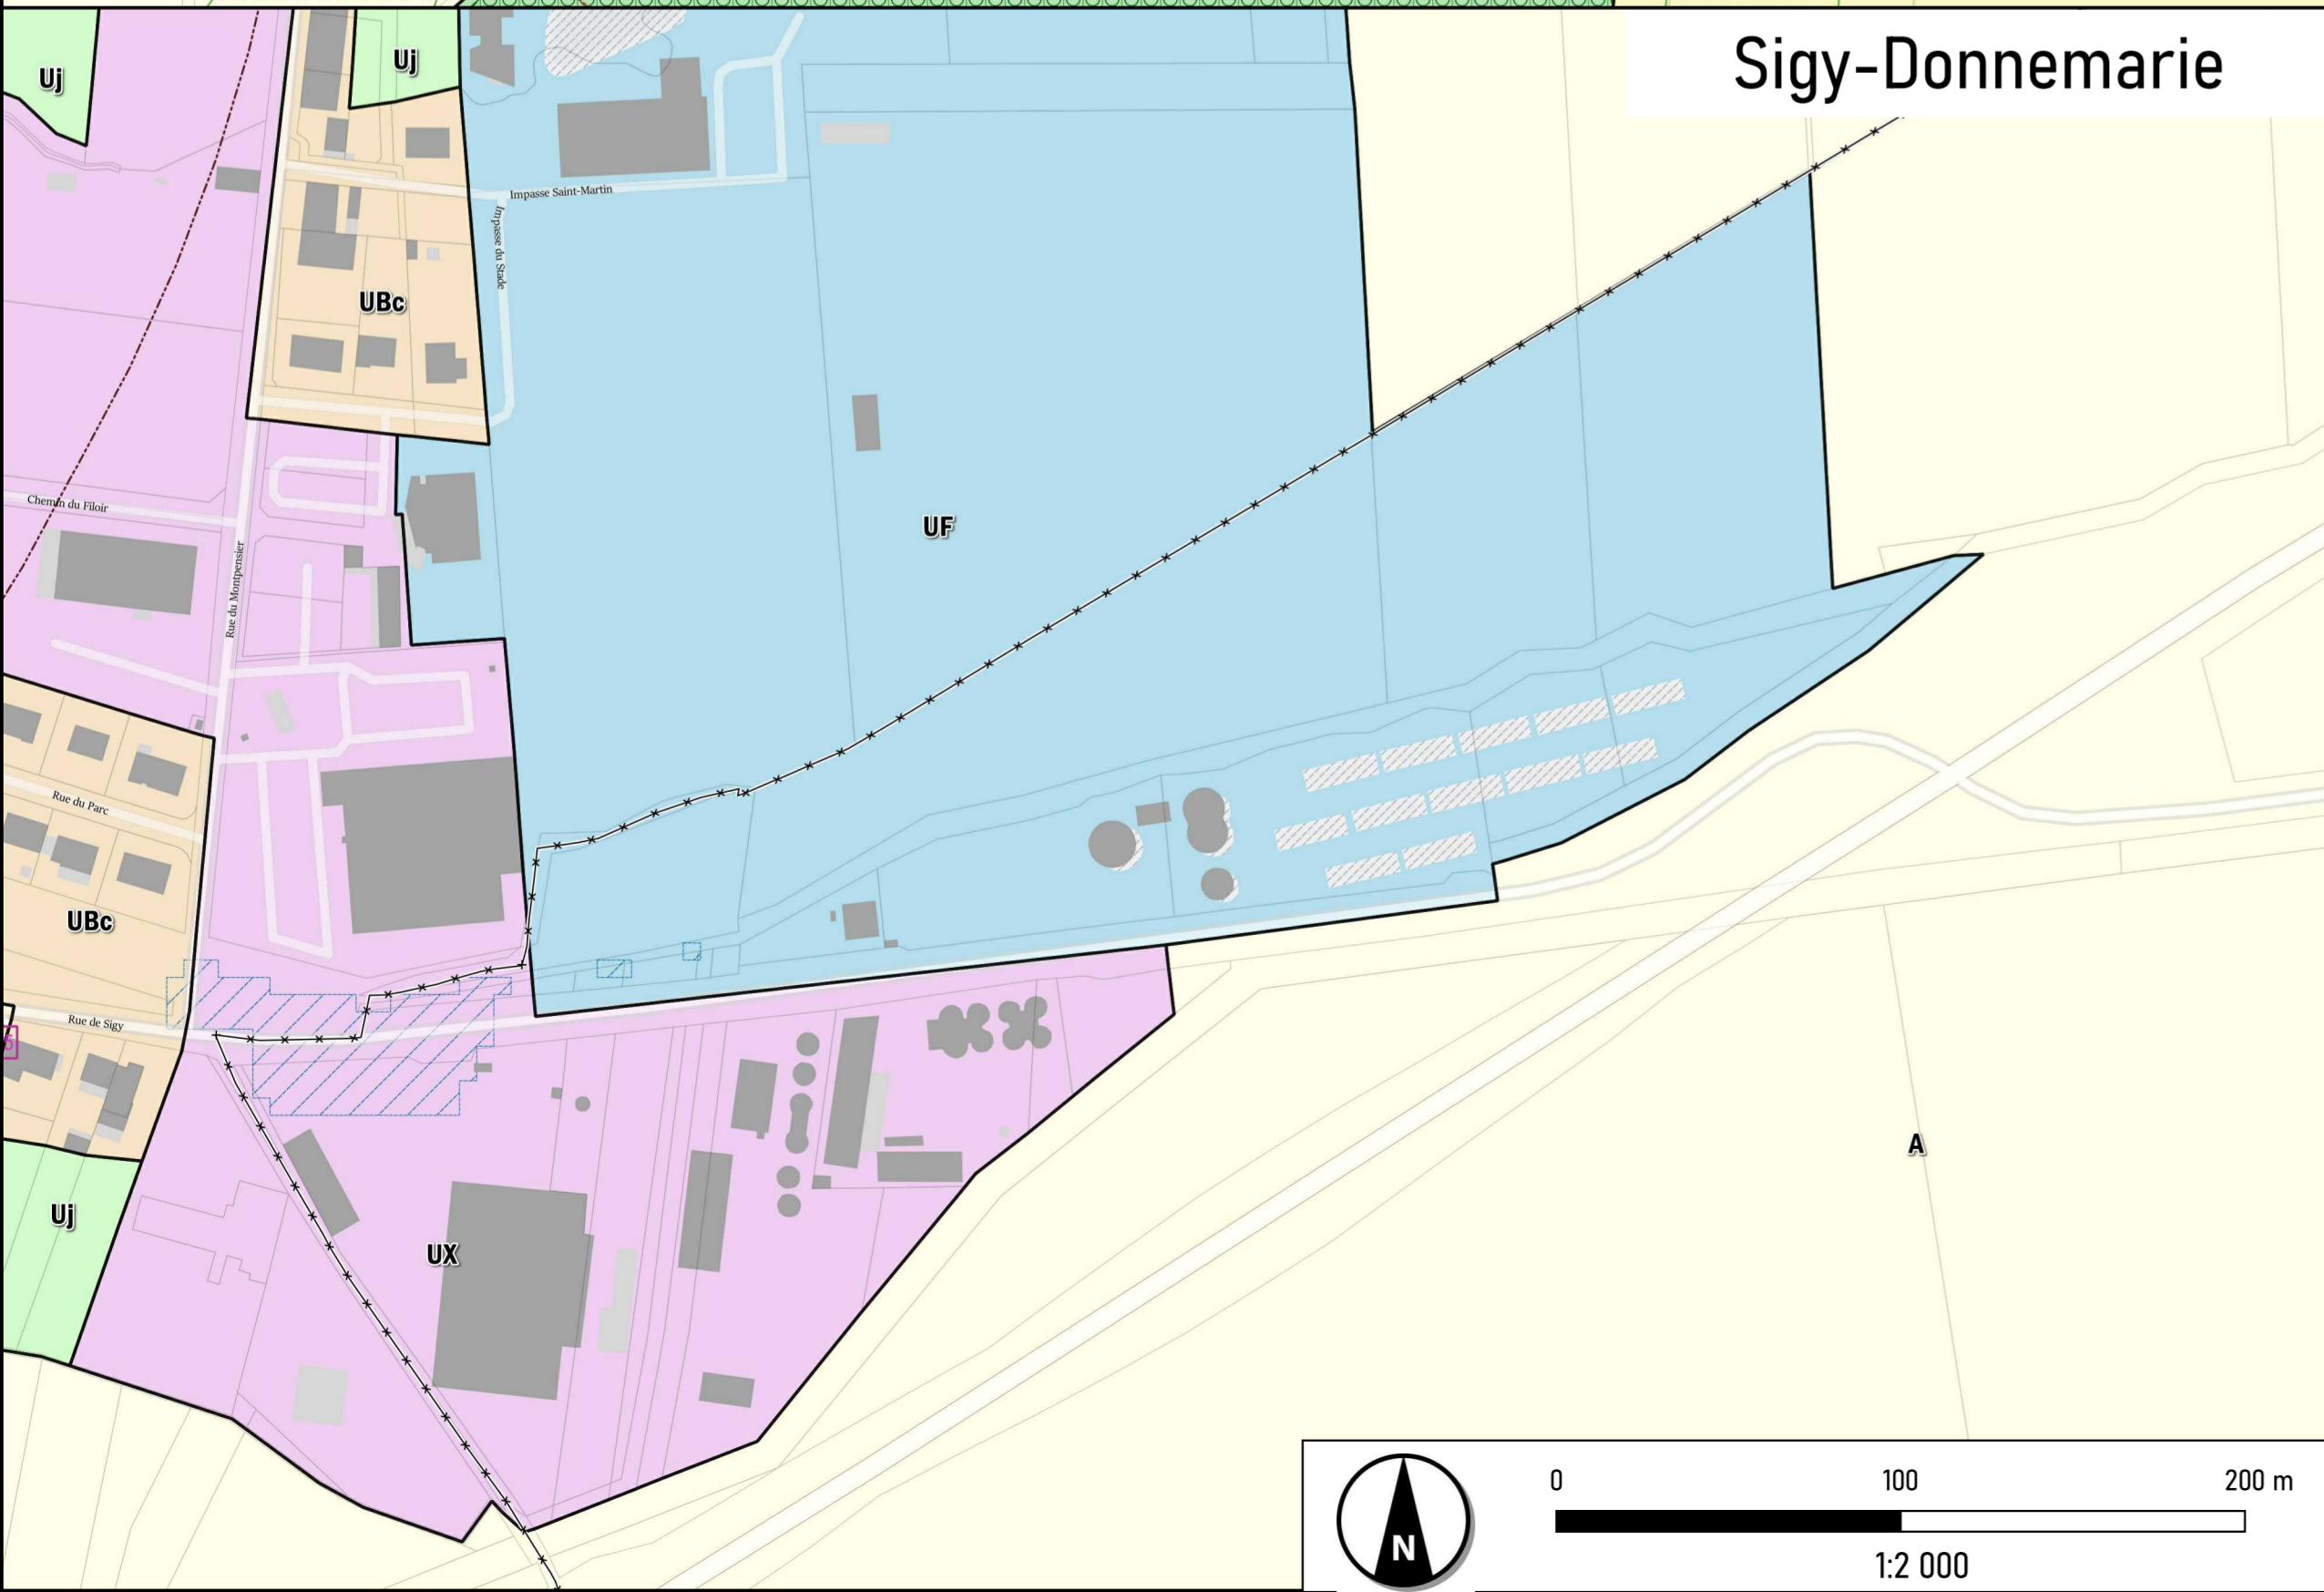 Sigy-Donnemarie
Uj
Uj
Impasse Saint-Martin
Impasse du Stade
UBc
Chemin du Filoir
UF
Rue du Montpensier
Rue du Parc
UBc
Rue de Sigy
5
A
Uj
UX
0 100 200 m
N
1:2 000